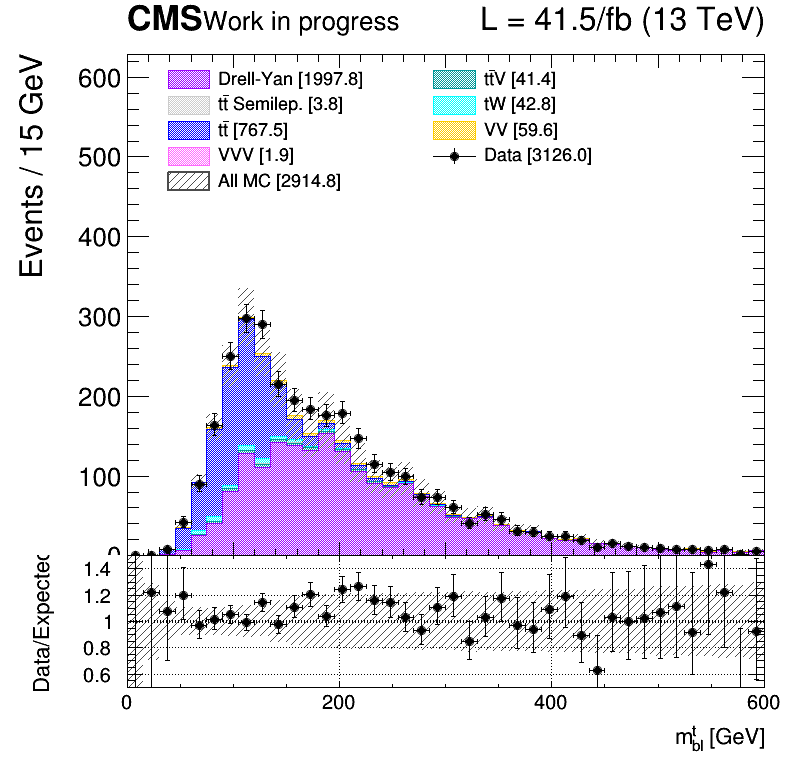 CMS Work in progress L = 41.5/fb (13 TeV)
Events / 15 GeV
600
500
400
300
200
100
0
Drell-Yan [1997.8]
tt̄ Semilep. [3.8]
tt̄ [767.5]
VVV [1.9]
All MC [2914.8]
tt̄V [41.4]
tW [42.8]
VV [59.6]
Data [3126.0]
Data/Expected
1.4
1.2
1
0.8
0.6
0 200 400 600
m^t_bl [GeV]